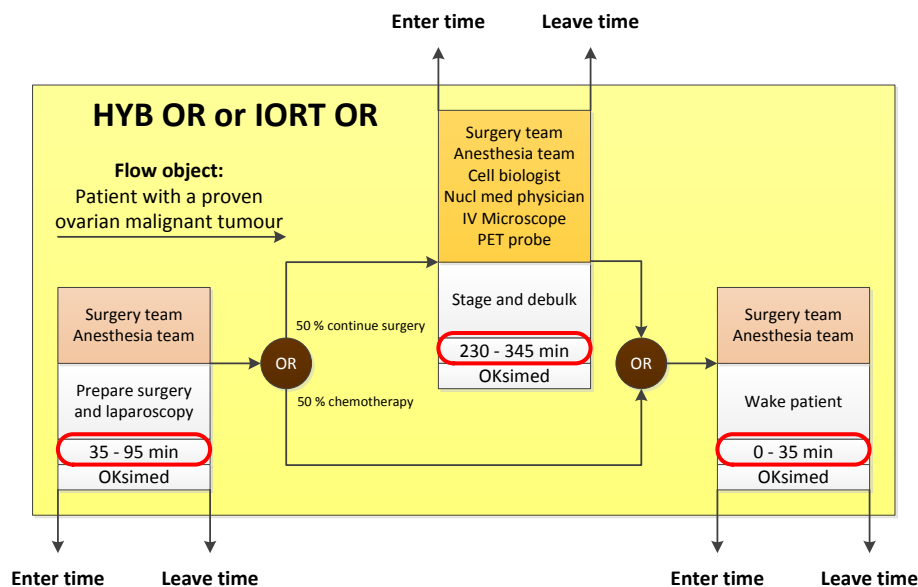 Enter time
Leave time
HYB OR or IORT OR
Flow object:
Patient with a proven
ovarian malignant tumour
Surgery team
Anesthesia team
Cell biologist
Nucl med physician
IV Microscope
PET probe
Stage and debulk
230 - 345 min
OKsimed
Surgery team
Anesthesia team
Prepare surgery
and laparoscopy
35 - 95 min
OKsimed
OR
50 % continue surgery
50 % chemotherapy
OR
Surgery team
Anesthesia team
Wake patient
0 - 35 min
OKsimed
Enter time
Leave time
Enter time
Leave time